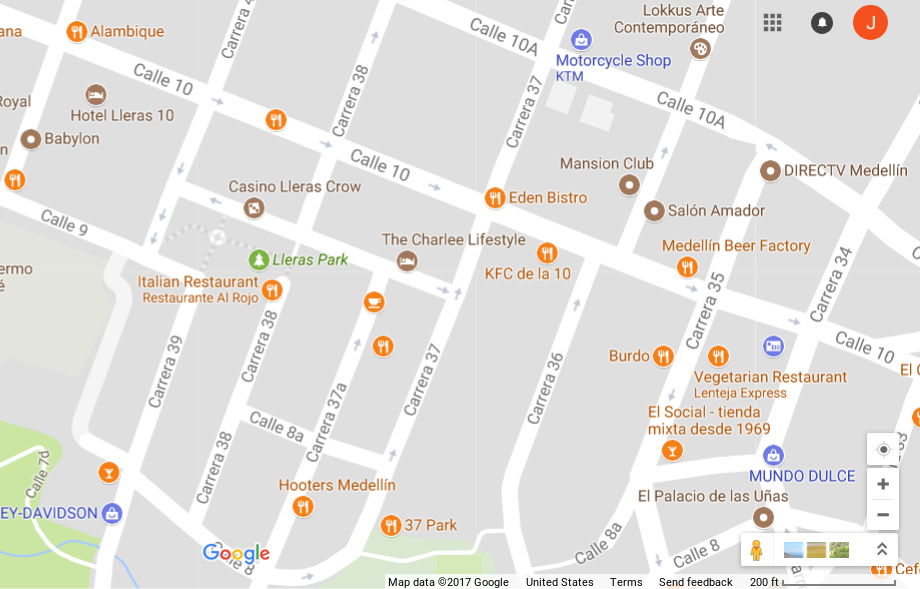 Lokkus Arte
Contemporáneo
J
ana
Alambique
Carrera
Calle 10A
Motorcycle Shop
KTM
Calle 10
Carrera 38
Carrera 37
Calle 10A
Royal
Hotel Lleras 10
Babylon
Calle 10
Mansion Club
DIRECTV Medellín
Casino Lleras Crow
Eden Bistro
Salón Amador
Calle 9
The Charlee Lifestyle
Medellín Beer Factory
Lleras Park
KFC de la 10
ermo
é
Italian Restaurant
Restaurante Al Rojo
Carrera 35
Carrera 34
Carrera 39
Carrera 38
Carrera 37
Carrera 36
Calle 10
Burdo
Vegetarian Restaurant
Lenteja Express
El Social - tienda
mixta desde 1969
Carrera 37a
Calle 8a
Carrera 38
Calle 7d
Hooters Medellín
MUNDO DULCE
El Palacio de las Uñas
EY-DAVIDSON
37 Park
Calle 8a
Calle 8
Google
Map data ©2017 Google
United States
Terms
Send feedback
200 ft